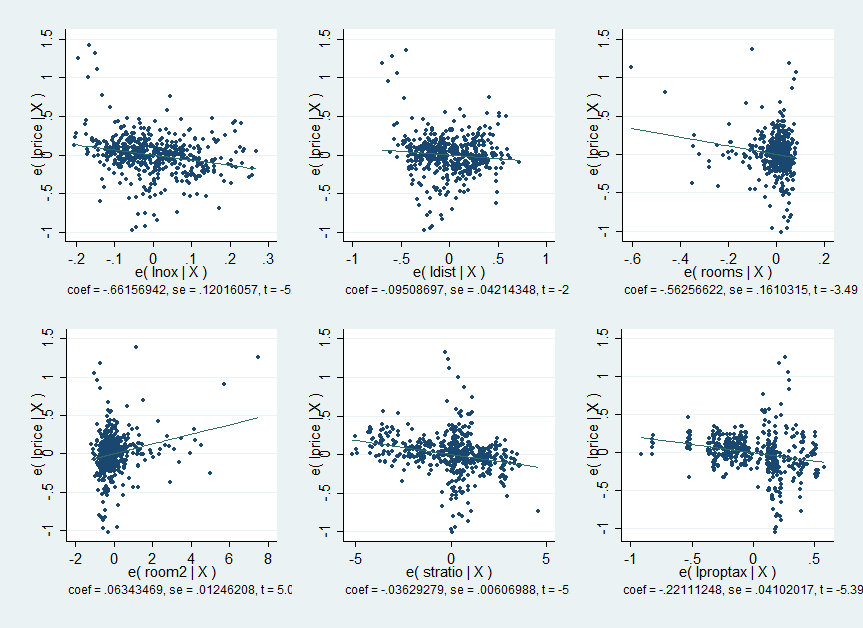 e( lprice | X )
-1 -.5 0 .5 1 1.5
-.2 -.1 0 .1 .2 .3
e( lnox | X )
coef = -.66156942, se = .12016057, t = -5
e( lprice | X )
-1 -.5 0 .5 1 1.5
-1 -.5 0 .5 1
e( ldist | X )
coef = -.09508697, se = .04214348, t = -2
e( lprice | X )
-1 -.5 0 .5 1 1.5
-.6 -.4 -.2 0 .2
e( rooms | X )
coef = -.56256622, se = .1610315, t = -3.49
e( lprice | X )
-1 -.5 0 .5 1 1.5
-2 0 2 4 6 8
e( room2 | X )
coef = .06343469, se = .01246208, t = 5.0
e( lprice | X )
-1 -.5 0 .5 1 1.5
-5 0 5
e( stratio | X )
coef = -.03629279, se = .00606988, t = -5
e( lprice | X )
-1 -.5 0 .5 1 1.5
-1 -.5 0 .5
e( lproptax | X )
coef = -.22111248, se = .04102017, t = -5.39